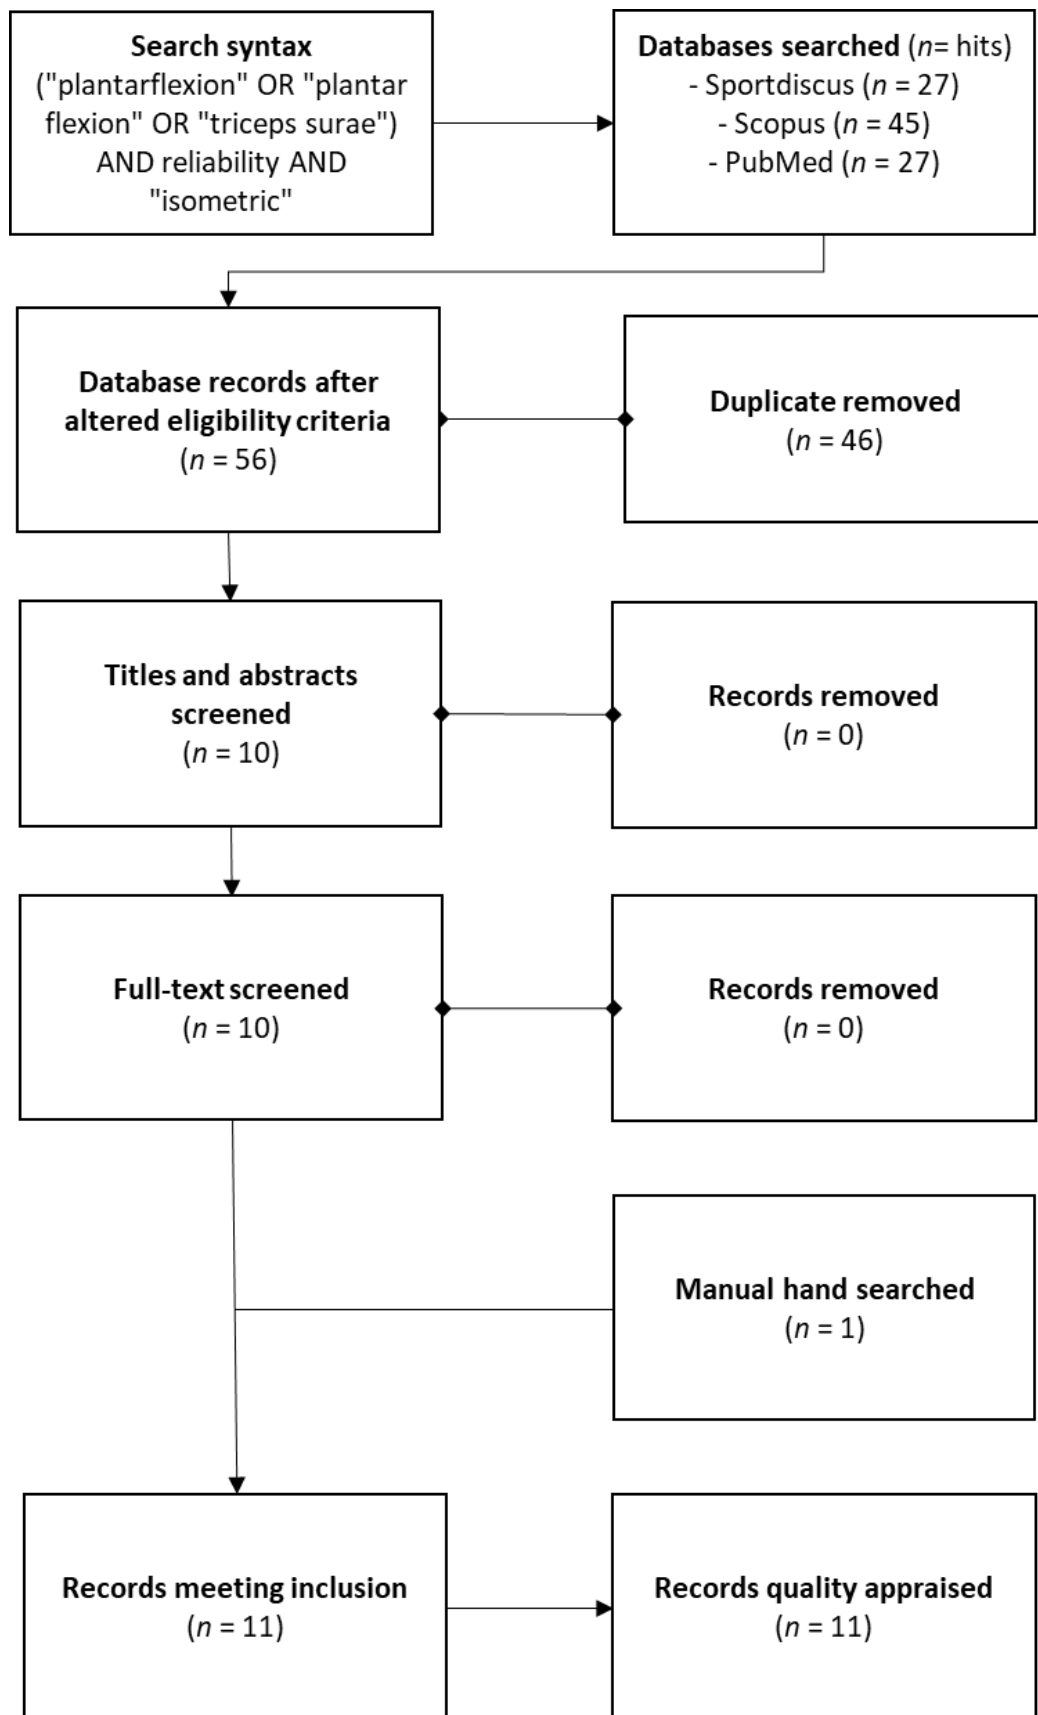 Search syntax
("plantarflexion" OR "plantar
flexion" OR "triceps surae")
AND reliability AND
"isometric"
Databases searched (n= hits)
- Sportdiscus (n = 27)
- Scopus (n = 45)
- PubMed (n = 27)
Database records after
altered eligibility criteria
(n = 56)
Duplicate removed
(n = 46)
Titles and abstracts
screened
(n = 10)
Records removed
(n = 0)
Full-text screened
(n = 10)
Records removed
(n = 0)
Manual hand searched
(n = 1)
Records meeting inclusion
(n = 11)
Records quality appraised
(n = 11)